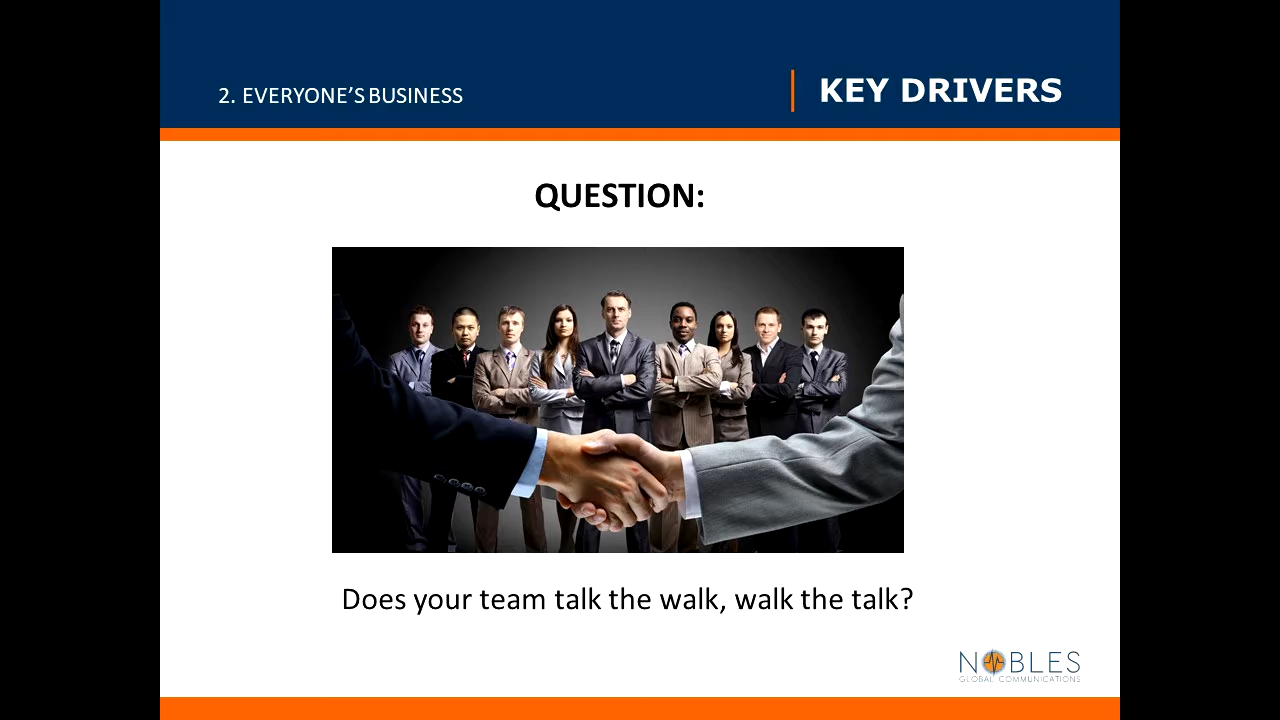 2. EVERYONE'S BUSINESS
KEY DRIVERS
QUESTION:
Does your team talk the walk, walk the talk?
NOBLES
GLOBAL COMMUNICATIONS